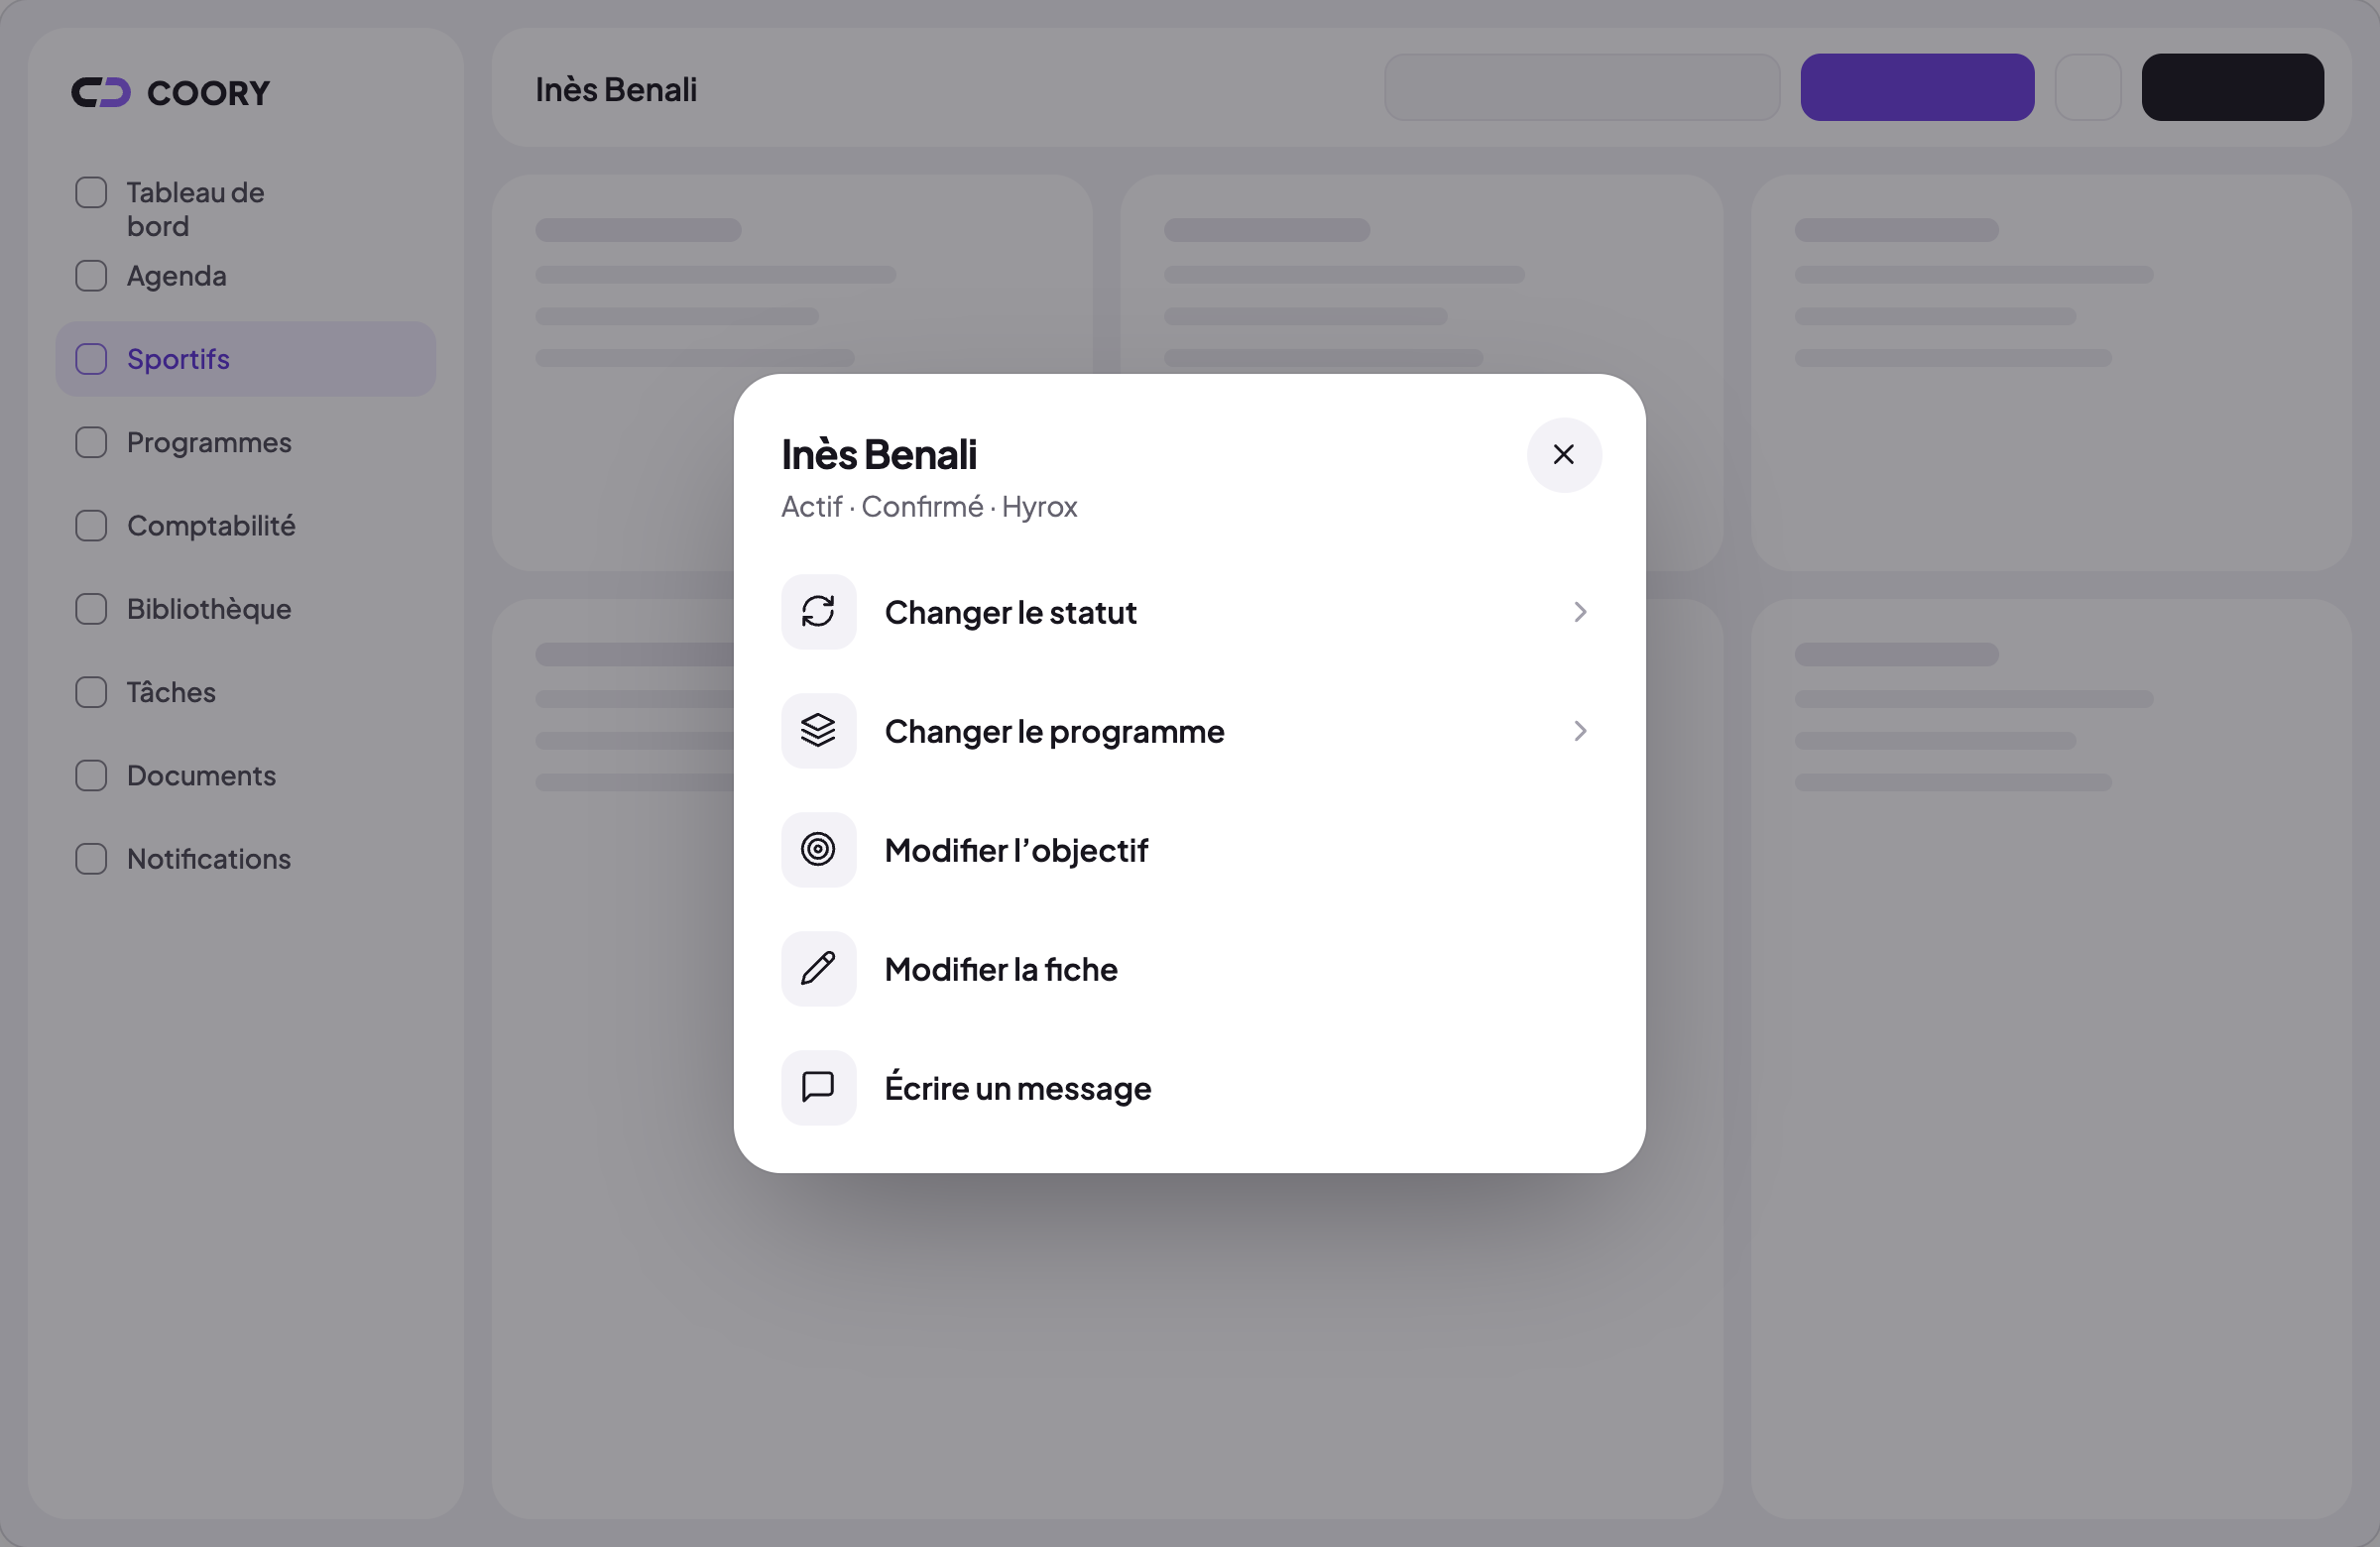 COORY
Tableau de
bord
Agenda
Sportifs
Programmes
Comptabilité
Bibliothèque
Tâches
Documents
Notifications
Inès Benali
Inès Benali
Actif · Confirmé · Hyrox
Changer le statut
Changer le programme
Modifier l’objectif
Modifier la fiche
Écrire un message